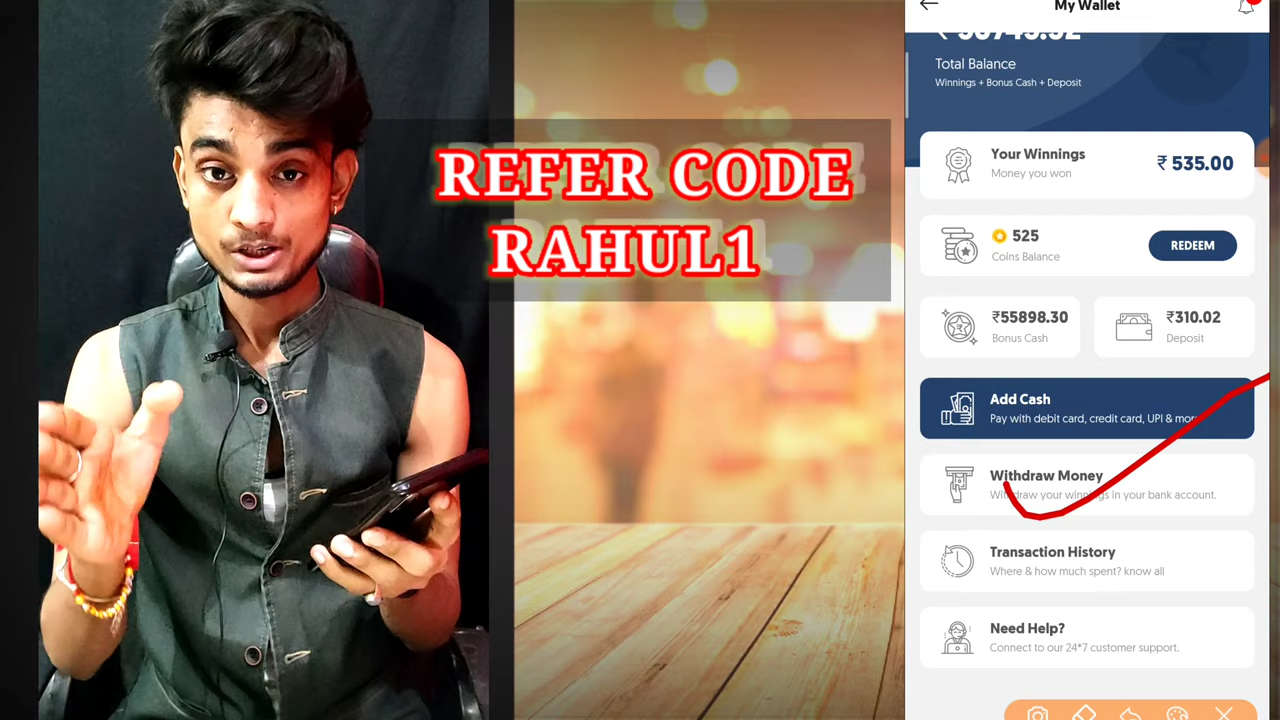 REFER CODE
RAHUL1
My Wallet
Total Balance
Winnings + Bonus Cash + Deposit
Your Winnings
₹ 535.00
Money you won
525
Coins Balance
REDEEM
₹55898.30
Bonus Cash
₹310.02
Deposit
Add Cash
Pay with debit card, credit card, UPI &
Withdraw Money
Withdraw your winnings in your bank account.
Transaction History
Where & how much spent? know all
Need Help?
Connect to our 24*7 customer support.